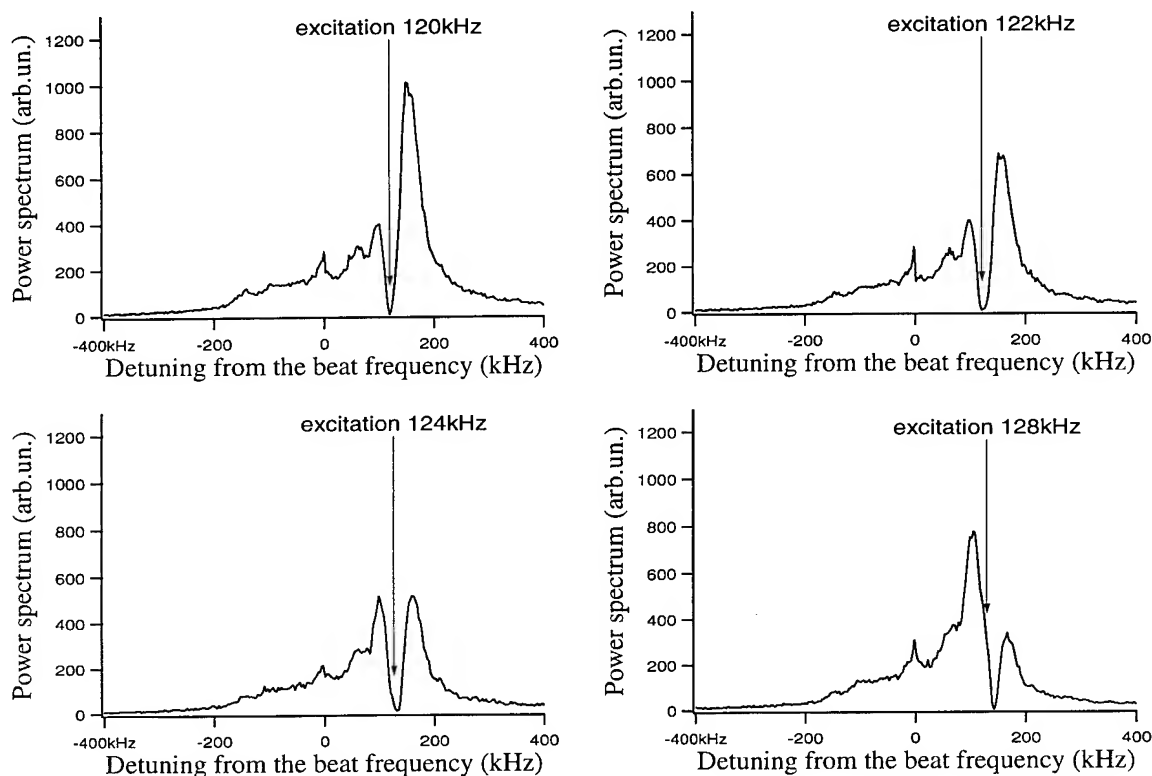 excitation 120kHz
Power spectrum (arb.un.)
1200
1000
800
600
400
200
0
-400kHz
-200
0
200
400
Detuning from the beat frequency (kHz)
excitation 122kHz
Power spectrum (arb.un.)
1200
1000
800
600
400
200
0
-400kHz
-200
0
200
400
Detuning from the beat frequency (kHz)
excitation 124kHz
Power spectrum (arb.un.)
1200
1000
800
600
400
200
0
-400kHz
-200
0
200
400
Detuning from the beat frequency (kHz)
excitation 128kHz
Power spectrum (arb.un.)
1200
1000
800
600
400
200
0
-400kHz
-200
0
200
400
Detuning from the beat frequency (kHz)